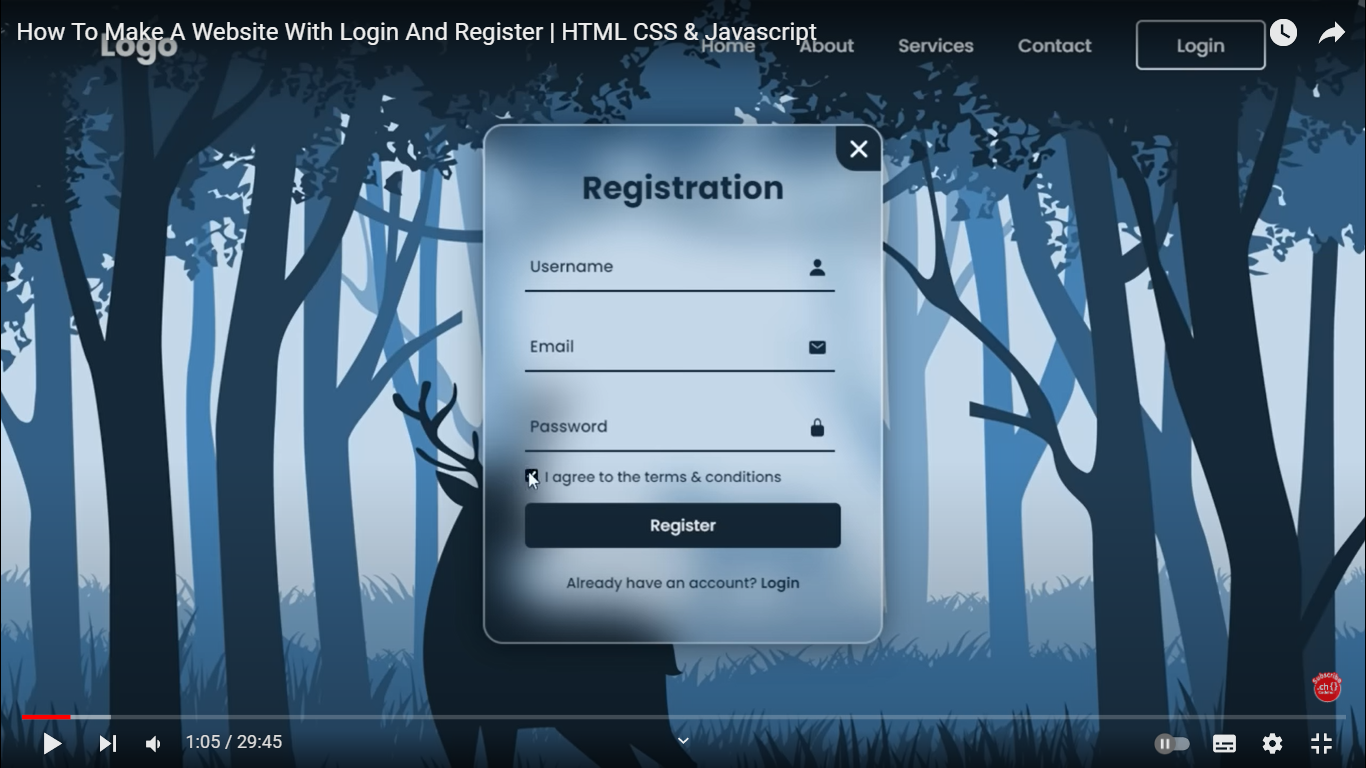 How To Make A Website With Login And Register | HTML CSS & Javascript
Logo
Home About Services Contact Login
Registration
Username
Email
Password
I agree to the terms & conditions
Register
Already have an account? Login
Subscribe
1:05 / 29:45